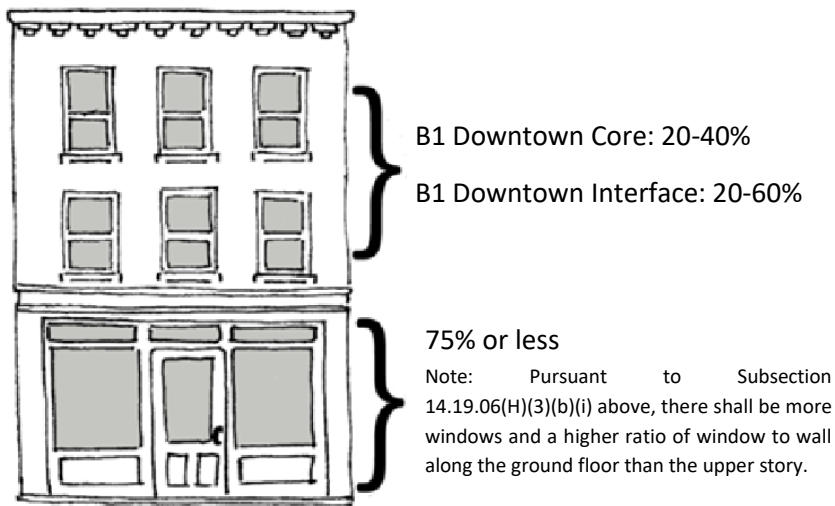 B1 Downtown Core: 20-40%
B1 Downtown Interface: 20-60%
75% or less
Note: Pursuant to Subsection
14.19.06(H)(3)(b)(i) above, there shall be more
windows and a higher ratio of window to wall
along the ground floor than the upper story.